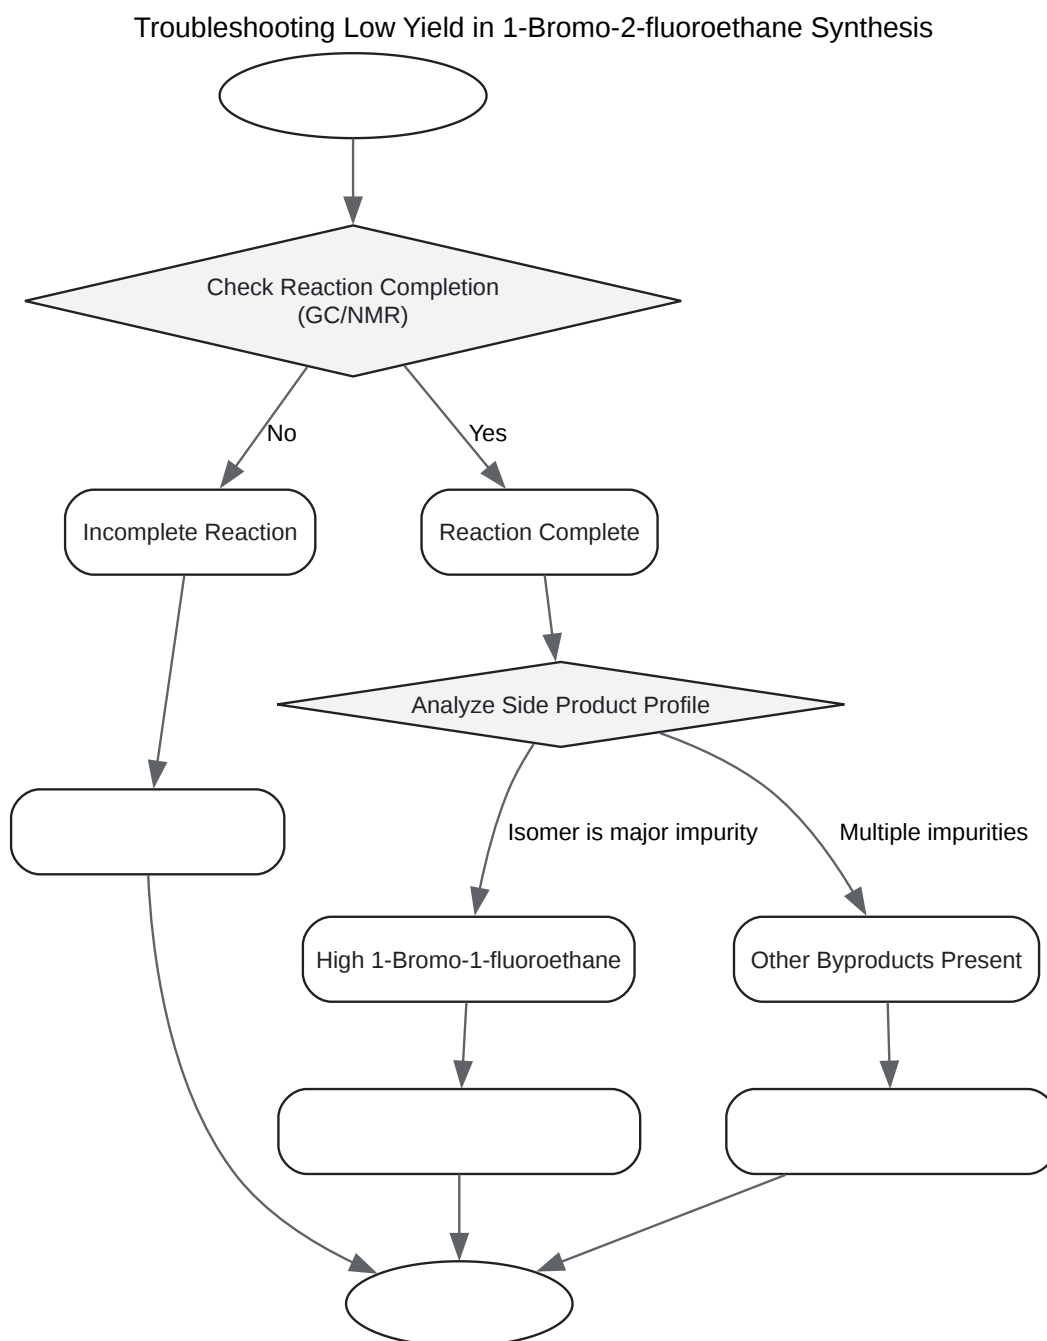 Troubleshooting Low Yield in 1-Bromo-2-fluoroethane Synthesis
Check Reaction Completion
(GC/NMR)
No
Yes
Incomplete Reaction
Reaction Complete
Analyze Side Product Profile
Isomer is major impurity
Multiple impurities
High 1-Bromo-1-fluoroethane
Other Byproducts Present